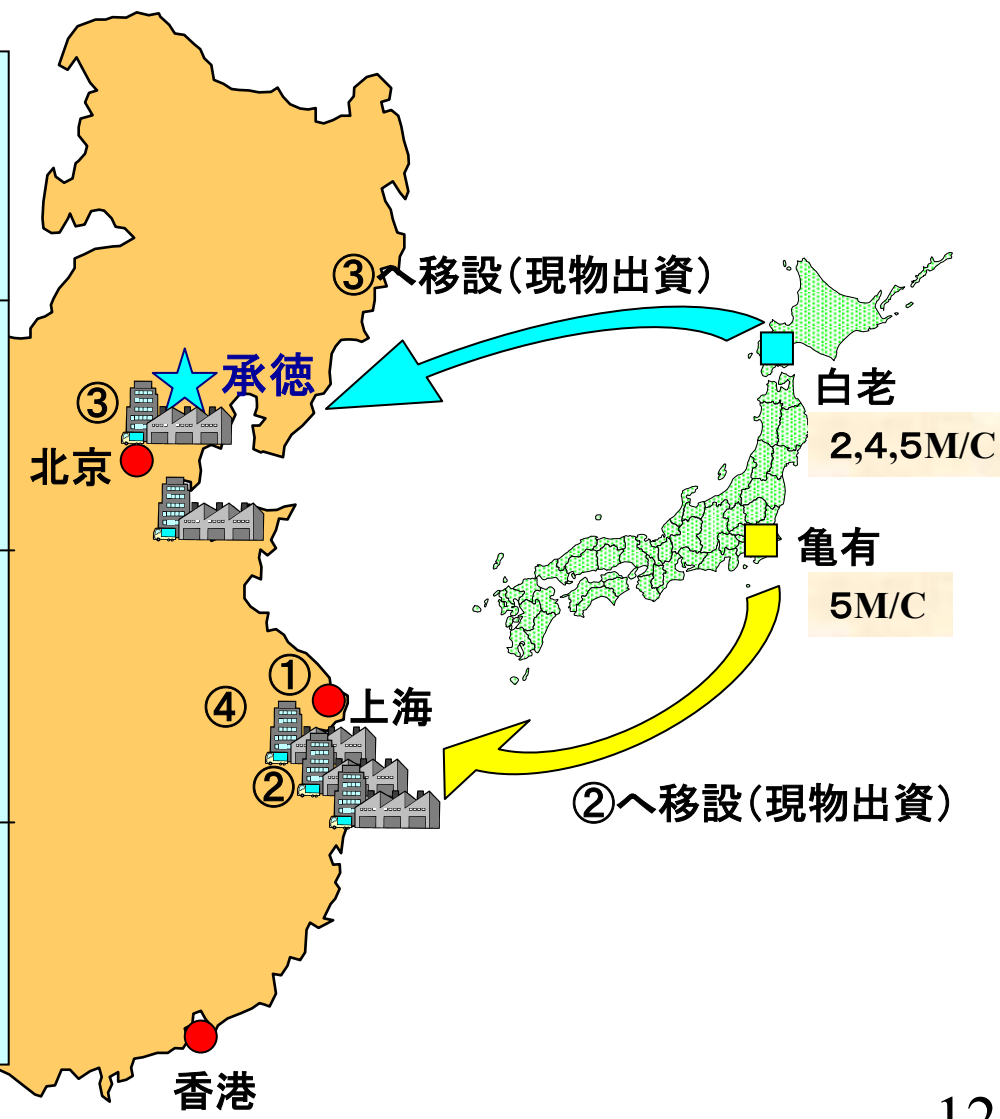 ③へ移設(現物出資)
承徳
③
北京
白老
2,4,5M/C
亀有
5M/C
①
上海
④
②
②へ移設(現物出資)
香港
12